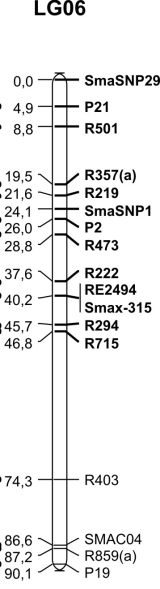 LG06
0,0 SmaSNP29
4,9 P21
8,8 R501
19,5 R357(a)
21,6 R219
24,1 SmaSNP1
26,0 P2
28,8 R473
37,6 R222
40,2 RE2494
Smax-315
45,7 R294
46,8 R715
74,3 R403
86,6 SMAC04
87,2 R859(a)
90,1 P19